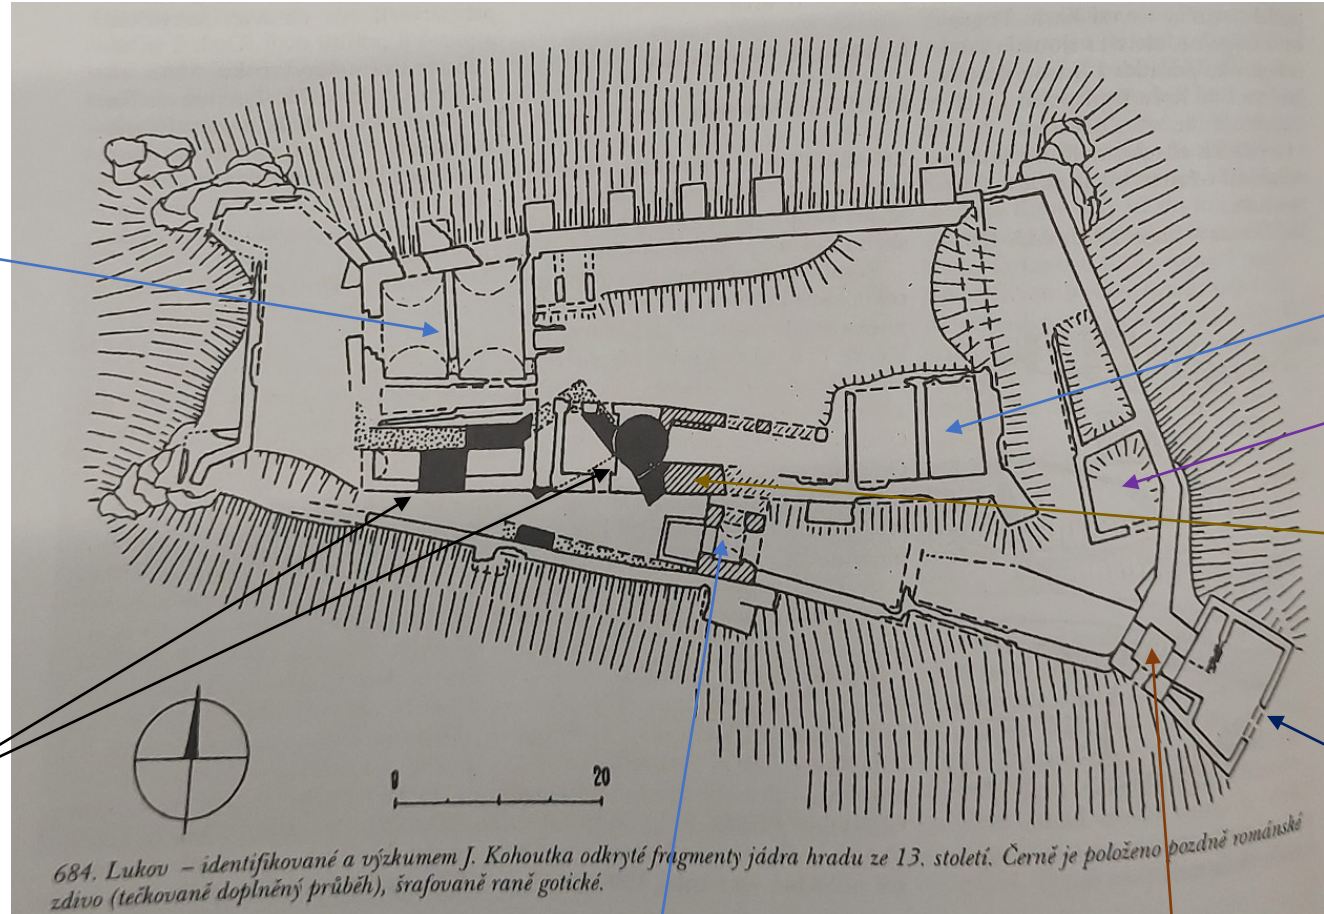 0 20
684. Lukov – identifikované a výzkumem J. Kohoutka odkryté fragmenty jádra hradu ze 13. století. Černě je položeno pozdně románské
zdivo (tečkovaně doplněný průběh), šrafovaně raně gotické.